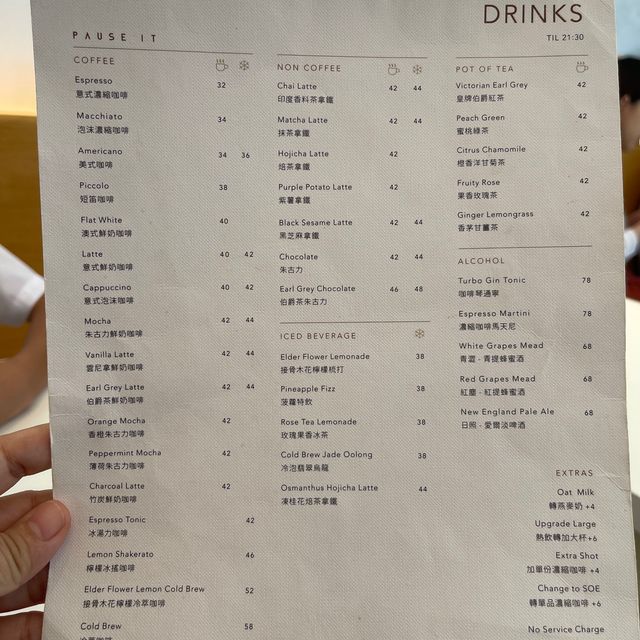 DRINKS
PAUSE IT
TIL 21:30
COFFEE
Espresso 32
意式濃縮咖啡
Macchiato 34
泡沫濃縮咖啡
Americano 34 36
美式咖啡
Piccolo 38
短笛咖啡
Flat White 40
澳式鮮奶咖啡
Latte 40 42
意式鮮奶咖啡
Cappuccino 40 42
意式泡沫咖啡
Mocha 42 44
朱古力鮮奶咖啡
Vanilla Latte 42 44
雲尼拿鮮奶咖啡
Earl Grey Latte 42 44
伯爵茶鮮奶咖啡
Orange Mocha 42
香橙朱古力咖啡
Peppermint Mocha 42
薄荷朱古力咖啡
Charcoal Latte 42
竹炭鮮奶咖啡
Espresso Tonic 42
冰湯力咖啡
Lemon Shakerato 46
檸檬冰搖咖啡
Elder Flower Lemon Cold Brew 52
接骨木花檸檬冷萃咖啡
Cold Brew 58
NON COFFEE
Chai Latte 42 44
印度香料茶拿鐵
Matcha Latte 42 44
抹茶拿鐵
Hojicha Latte 42
焙茶拿鐵
Purple Potato Latte 42
紫薯拿鐵
Black Sesame Latte 42 44
黑芝麻拿鐵
Chocolate 42 44
朱古力
Earl Grey Chocolate 46 48
伯爵茶朱古力
ICED BEVERAGE
Elder Flower Lemonade 38
接骨木花檸檬梳打
Pineapple Fizz 38
菠蘿特飲
Rose Tea Lemonade 38
玫瑰果香冰茶
Cold Brew Jade Oolong 38
冷泡翡翠烏龍
Osmanthus Hojicha Latte 44
凍桂花焙茶拿鐵
POT OF TEA
Victorian Earl Grey 42
皇牌伯爵紅茶
Peach Green 42
蜜桃綠茶
Citrus Chamomile 42
橙香洋甘菊茶
Fruity Rose 42
果香玫瑰茶
Ginger Lemongrass 42
香茅甘薑茶
ALCOHOL
Turbo Gin Tonic 78
咖啡琴通寧
Espresso Martini 78
濃縮咖啡馬天尼
White Grapes Mead 68
青澀 - 青提蜂蜜酒
Red Grapes Mead 68
紅塵 - 紅提蜂蜜酒
New England Pale Ale 68
日照 - 愛爾淡啤酒
EXTRAS
Oat Milk
轉燕麥奶 +4
Upgrade Large
熱飲轉加大杯+6
Extra Shot
加單份濃縮咖啡 +4
Change to SOE
轉單品濃縮咖啡 +6
No Service Charge